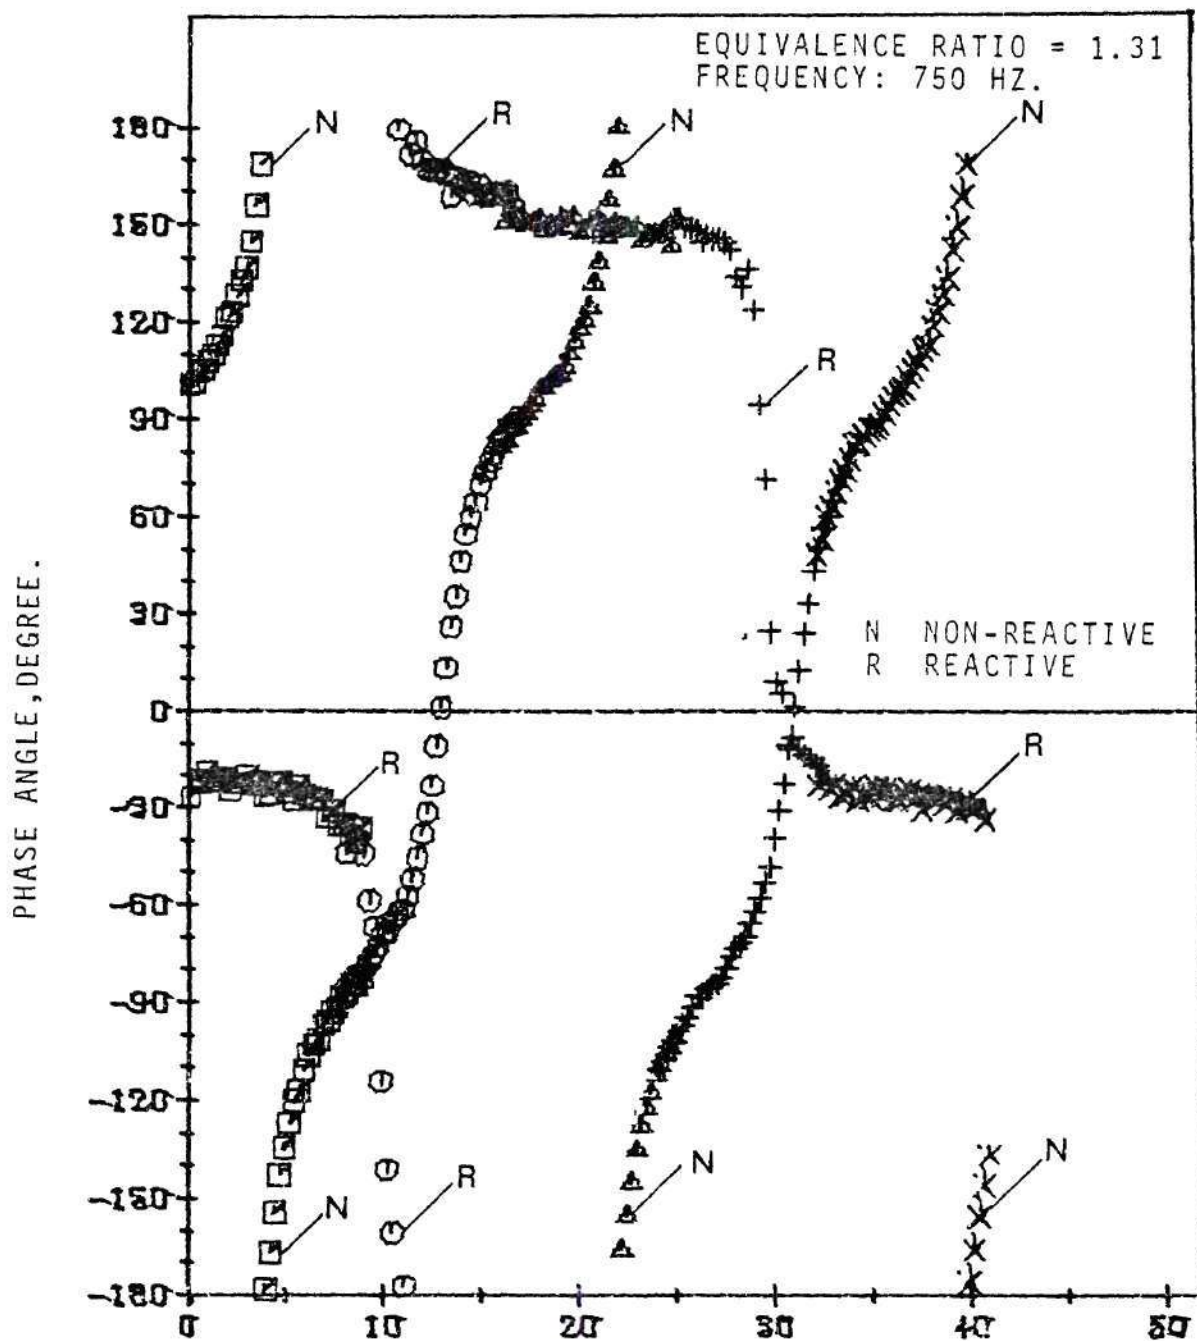 EQUIVALENCE RATIO = 1.31
FREQUENCY: 750 HZ.
N
R
N
N
180
150
120
R
90
60
30
N NON-REACTIVE
R REACTIVE
0
R
R
-30
-60
-90
-120
N
N
R
-150
N
-180
0 10 20 30 40 50
PHASE ANGLE, DEGREE.